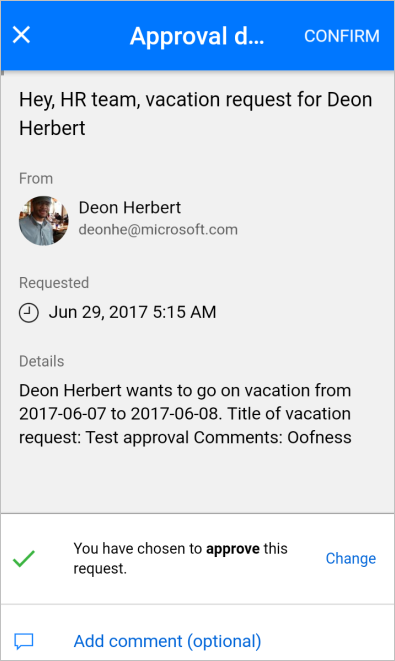 Approval d...
CONFIRM
Hey, HR team, vacation request for Deon
Herbert
From
Deon Herbert
deonhe@microsoft.com
Requested
Jun 29, 2017 5:15 AM
Details
Deon Herbert wants to go on vacation from
2017-06-07 to 2017-06-08. Title of vacation
request: Test approval Comments: Oofness
You have chosen to approve this
request.
Change
Add comment (optional)